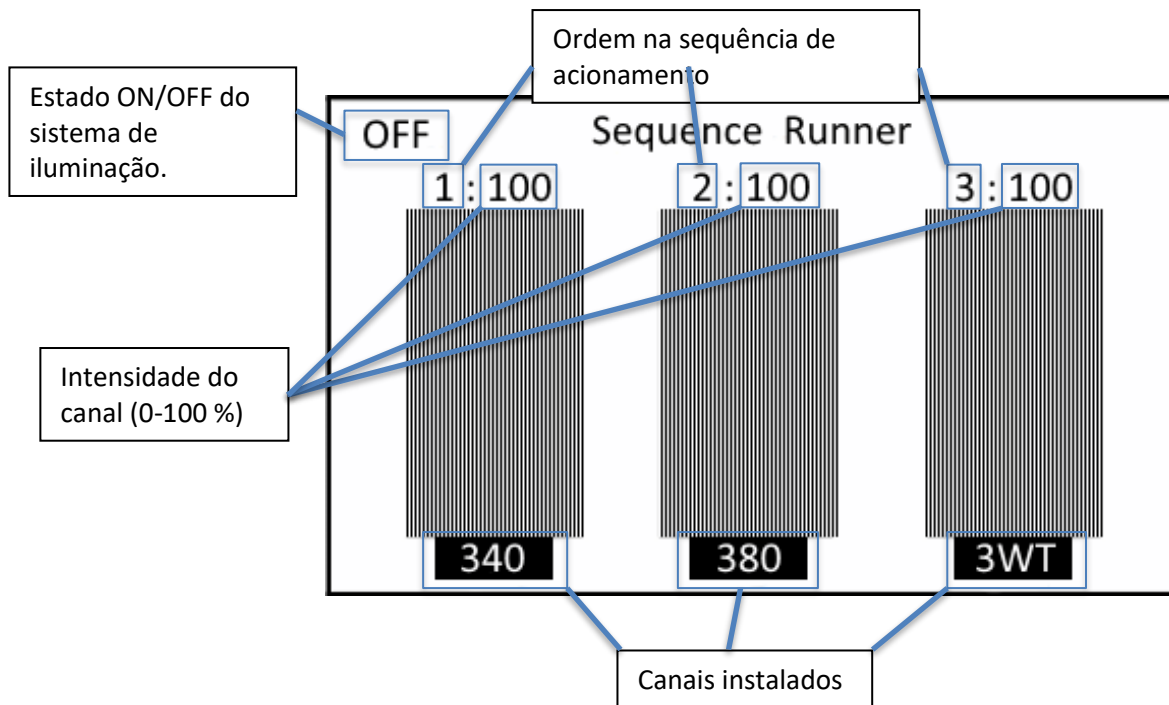 Ordem na sequência de
acionamento
Estado ON/OFF do
sistema de
iluminação.
OFF
Sequence Runner
1 : 100
2 : 100
3 : 100
Intensidade do
canal (0-100 %)
340
380
3WT
Canais instalados